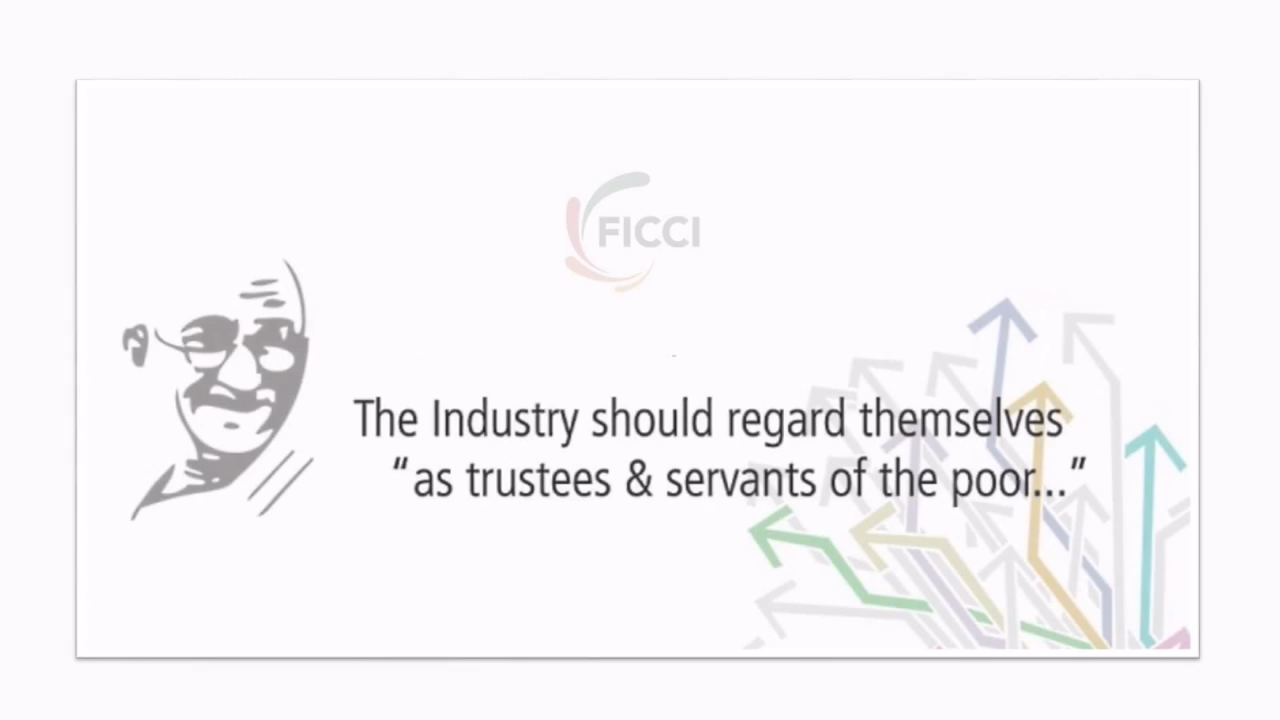 FICCI
The Industry should regard themselves
“as trustees & servants of the poor...”